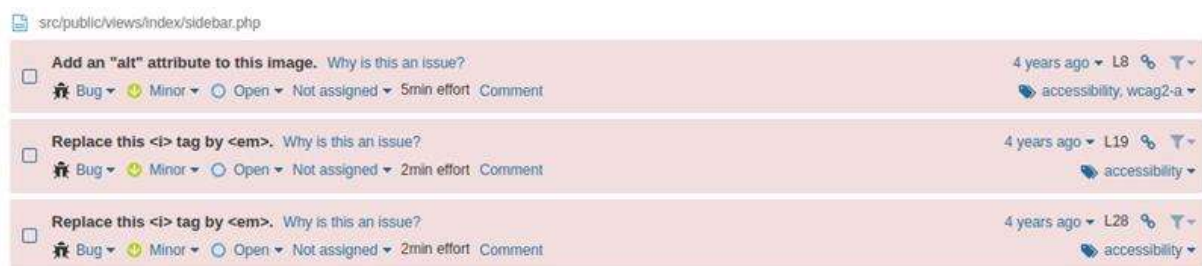 src/public/views/index/sidebar.php
Add an "alt" attribute to this image. Why is this an issue? 4 years ago L8
Bug Minor Open Not assigned 5min effort Comment accessibility, wcag2-a
Replace this <i> tag by <em>. Why is this an issue? 4 years ago L19
Bug Minor Open Not assigned 2min effort Comment accessibility
Replace this <i> tag by <em>. Why is this an issue? 4 years ago L28
Bug Minor Open Not assigned 2min effort Comment accessibility